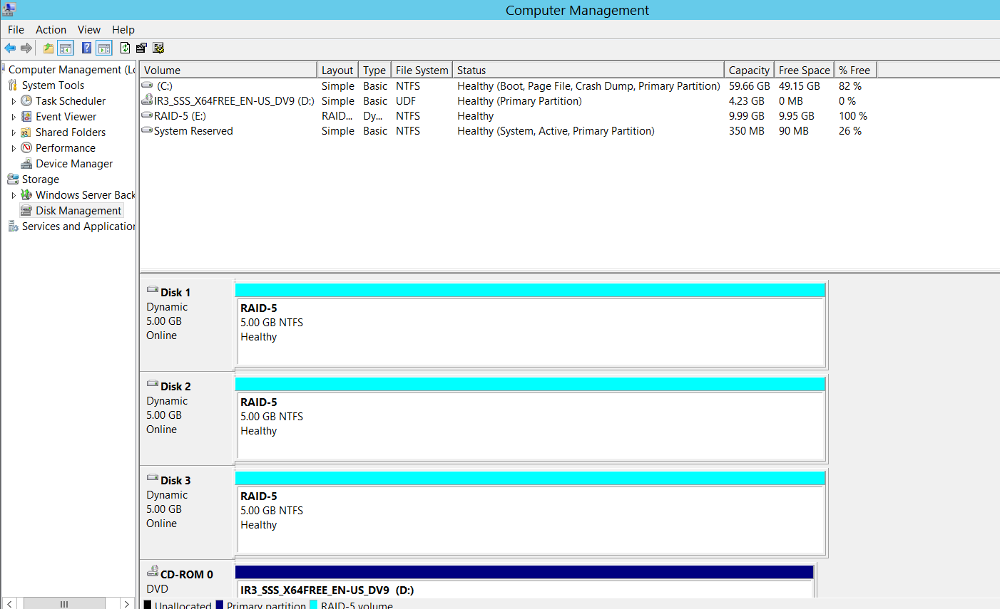 Computer Management
File Action View Help
Computer Management (Lo
System Tools
Task Scheduler
Event Viewer
Shared Folders
Performance
Device Manager
Storage
Windows Server Back
Disk Management
Services and Application
Volume Layout Type File System Status Capacity Free Space % Free
(C:) Simple Basic NTFS Healthy (Boot, Page File, Crash Dump, Primary Partition) 59.66 GB 49.15 GB 82 %
IR3_SSS_X64FREE_EN-US_DV9 (D:) Simple Basic UDF Healthy (Primary Partition) 4.23 GB 0 MB 0 %
RAID-5 (E:) RAID... Dy... NTFS Healthy 9.99 GB 9.95 GB 100 %
System Reserved Simple Basic NTFS Healthy (System, Active, Primary Partition) 350 MB 90 MB 26 %
Disk 1
Dynamic
5.00 GB
Online
RAID-5
5.00 GB NTFS
Healthy
Disk 2
Dynamic
5.00 GB
Online
RAID-5
5.00 GB NTFS
Healthy
Disk 3
Dynamic
5.00 GB
Online
RAID-5
5.00 GB NTFS
Healthy
CD-ROM 0
DVD
IR3_SSS_X64FREE_EN-US_DV9 (D:)
Unallocated Primary partition RAID-5 volume